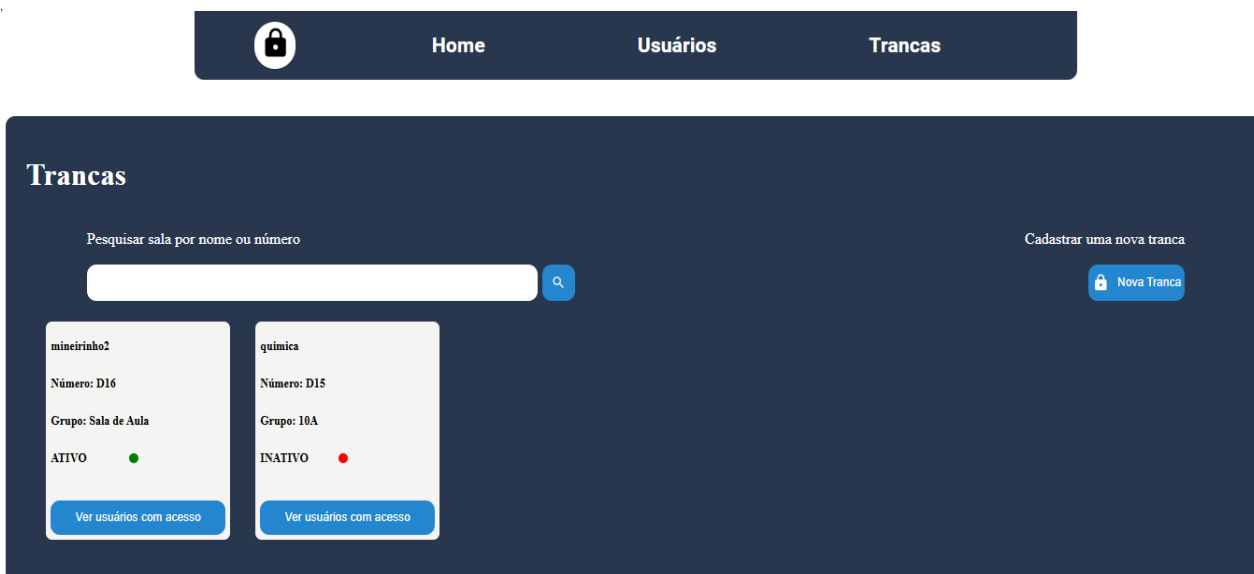 Home Usuários Trancas
Trancas
Pesquisar sala por nome ou número
Cadastrar uma nova tranca
Nova Tranca
mineirinho2
Número: D16
Grupo: Sala de Aula
ATIVO
Ver usuários com acesso
quimica
Número: D15
Grupo: 10A
INATIVO
Ver usuários com acesso